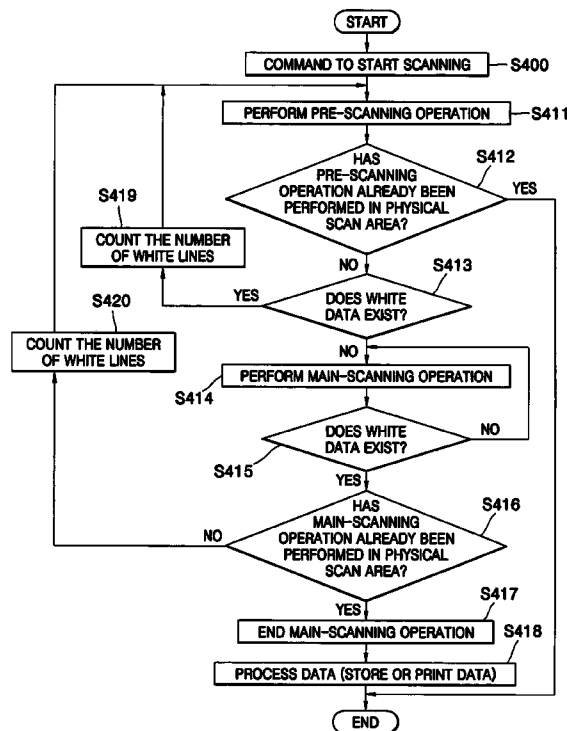 START
COMMAND TO START SCANNING
S400
PERFORM PRE-SCANNING OPERATION
S411
HAS
PRE-SCANNING
OPERATION ALREADY BEEN
PERFORMED IN PHYSICAL
SCAN AREA?
S412
YES
NO
S419
COUNT THE NUMBER
OF WHITE LINES
YES
DOES WHITE
DATA EXIST?
S413
NO
S420
COUNT THE NUMBER
OF WHITE LINES
S414
PERFORM MAIN-SCANNING OPERATION
S415
DOES WHITE
DATA EXIST?
NO
YES
HAS
MAIN-SCANNING
OPERATION ALREADY BEEN
PERFORMED IN PHYSICAL
SCAN AREA?
S416
NO
YES
S417
END MAIN-SCANNING OPERATION
S418
PROCESS DATA (STORE OR PRINT DATA)
END